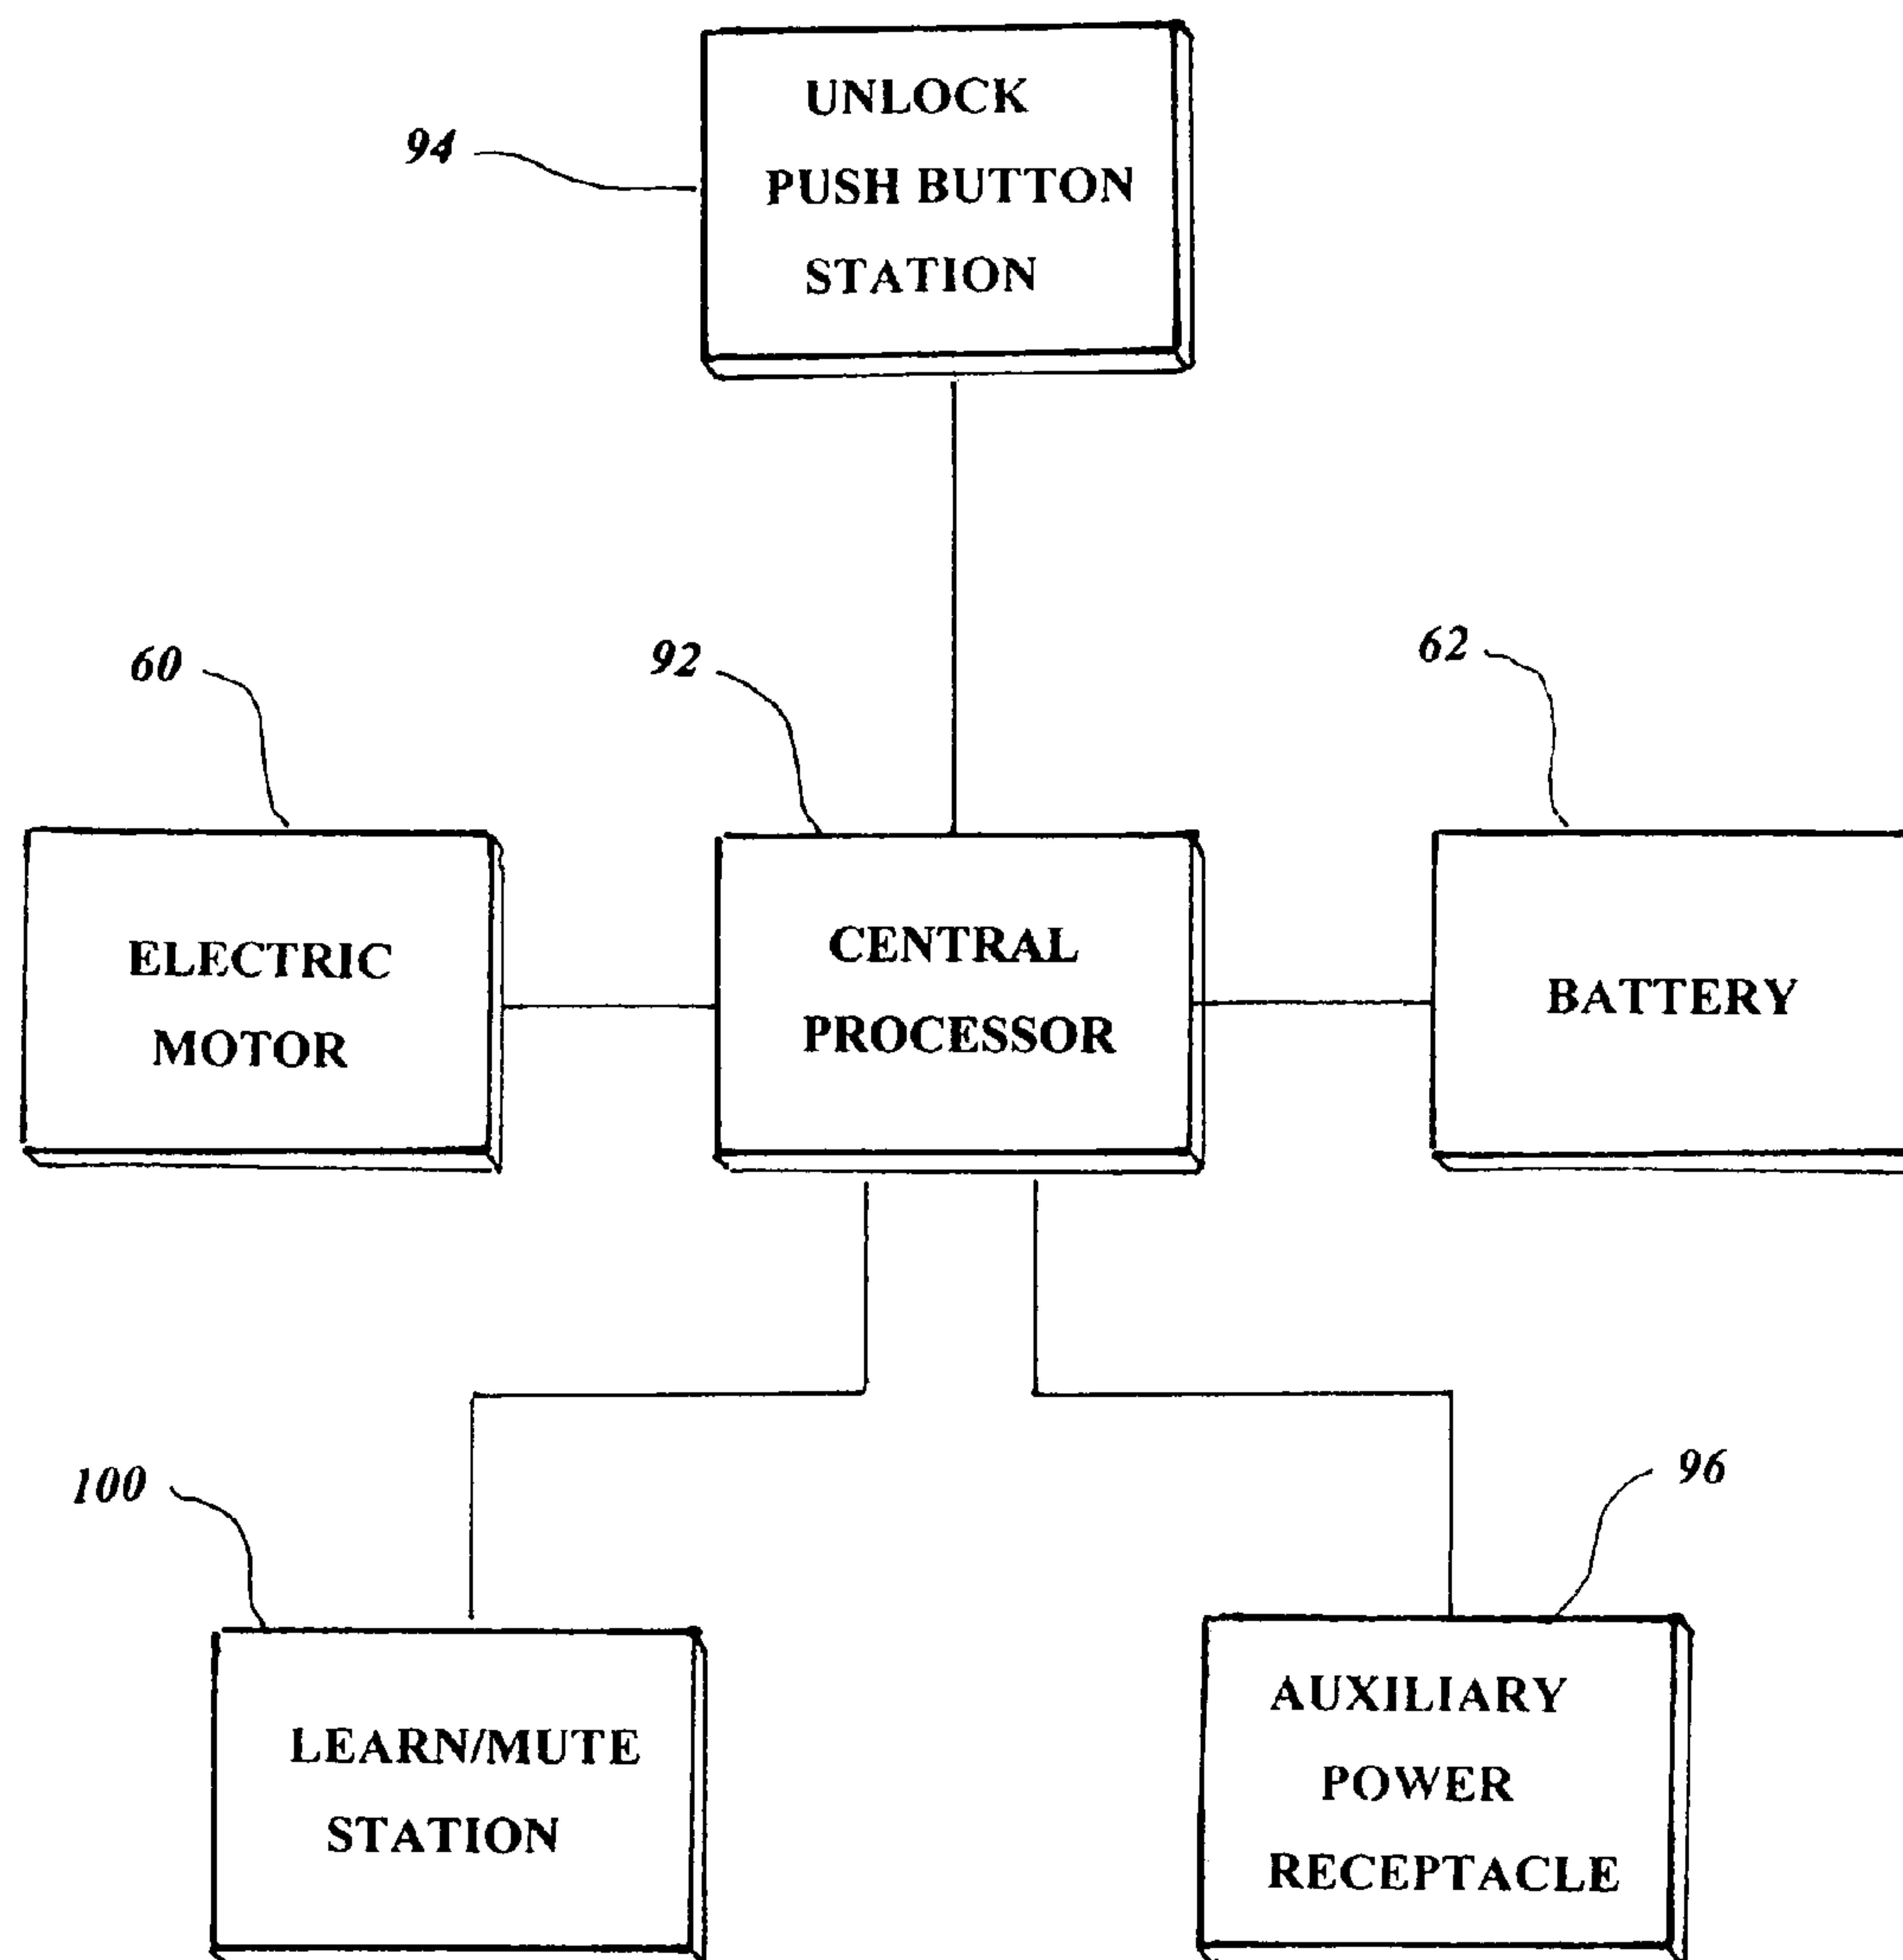 UNLOCK
94
PUSH BUTTON
STATION
60
92
62
ELECTRIC
MOTOR
CENTRAL
PROCESSOR
BATTERY
100
96
LEARN/MUTE
STATION
AUXILIARY
POWER
RECEPTACLE